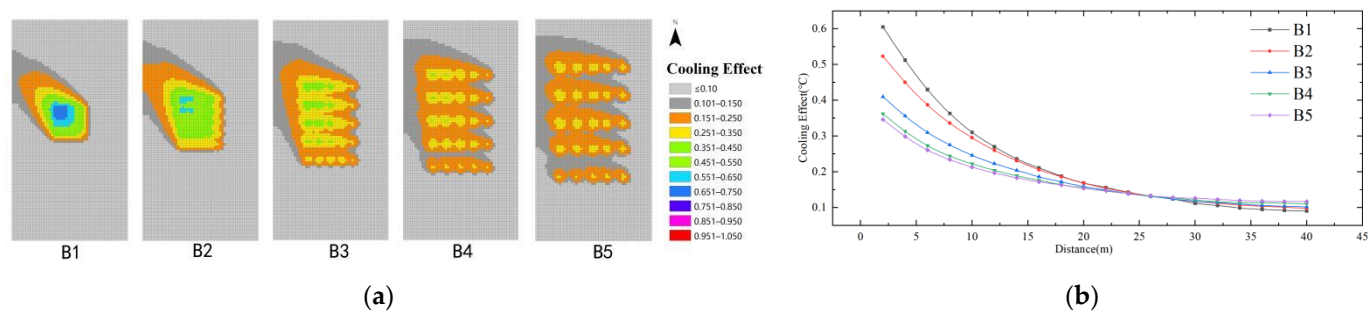 B1
B2
B3
B4
B5
N
Cooling Effect
≤0.10
0.101–0.150
0.151–0.250
0.251–0.350
0.351–0.450
0.451–0.550
0.551–0.650
0.651–0.750
0.751–0.850
0.851–0.950
0.951–1.050
(a)
Cooling Effect(℃)
0.6
0.5
0.4
0.3
0.2
0.1
0 5 10 15 20 25 30 35 40 45
Distance(m)
B1
B2
B3
B4
B5
(b)